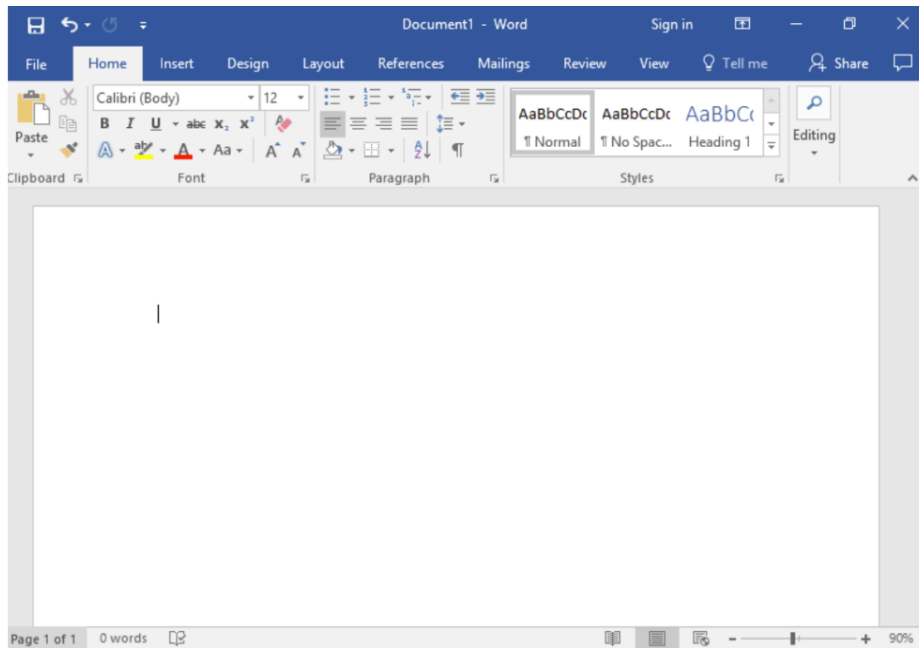 Document1 - Word Sign in
File Home Insert Design Layout References Mailings Review View Tell me Share
Calibri (Body) 12
Paste B I U abc X₂ X² AaBbCcDc AaBbCcDc AaBbC Editing
¶ Normal ¶ No Spac... Heading 1
A aby A Aa A A A Z ¶
Clipboard Font Paragraph Styles
Page 1 of 1 0 words 90%